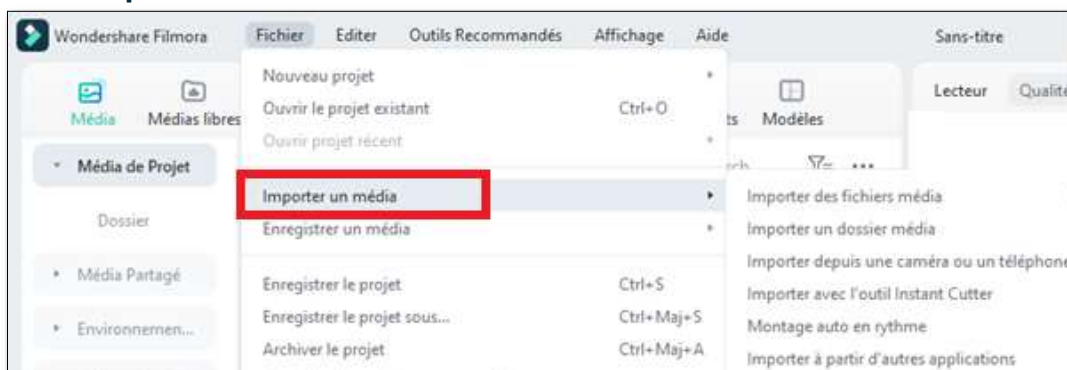 Wondershare Filmora Fichier Editer Outils Recommandés Affichage Aide Sans-titre
Média Médias libres Modèles Lecteur Qualité
Nouveau projet
Ouvrir le projet existant Ctrl+O
Ouvrir projet récent
Média de Projet
Dossier
Média Partagé
Environnemen...
Importer un média
Enregistrer un média
Enregistrer le projet Ctrl+S
Enregistrer le projet sous... Ctrl+Maj+S
Archiver le projet Ctrl+Maj+A
Importer des fichiers média
Importer un dossier média
Importer depuis une caméra ou un téléphone
Importer avec l'outil Instant Cutter
Montage auto en rythme
Importer à partir d'autres applications